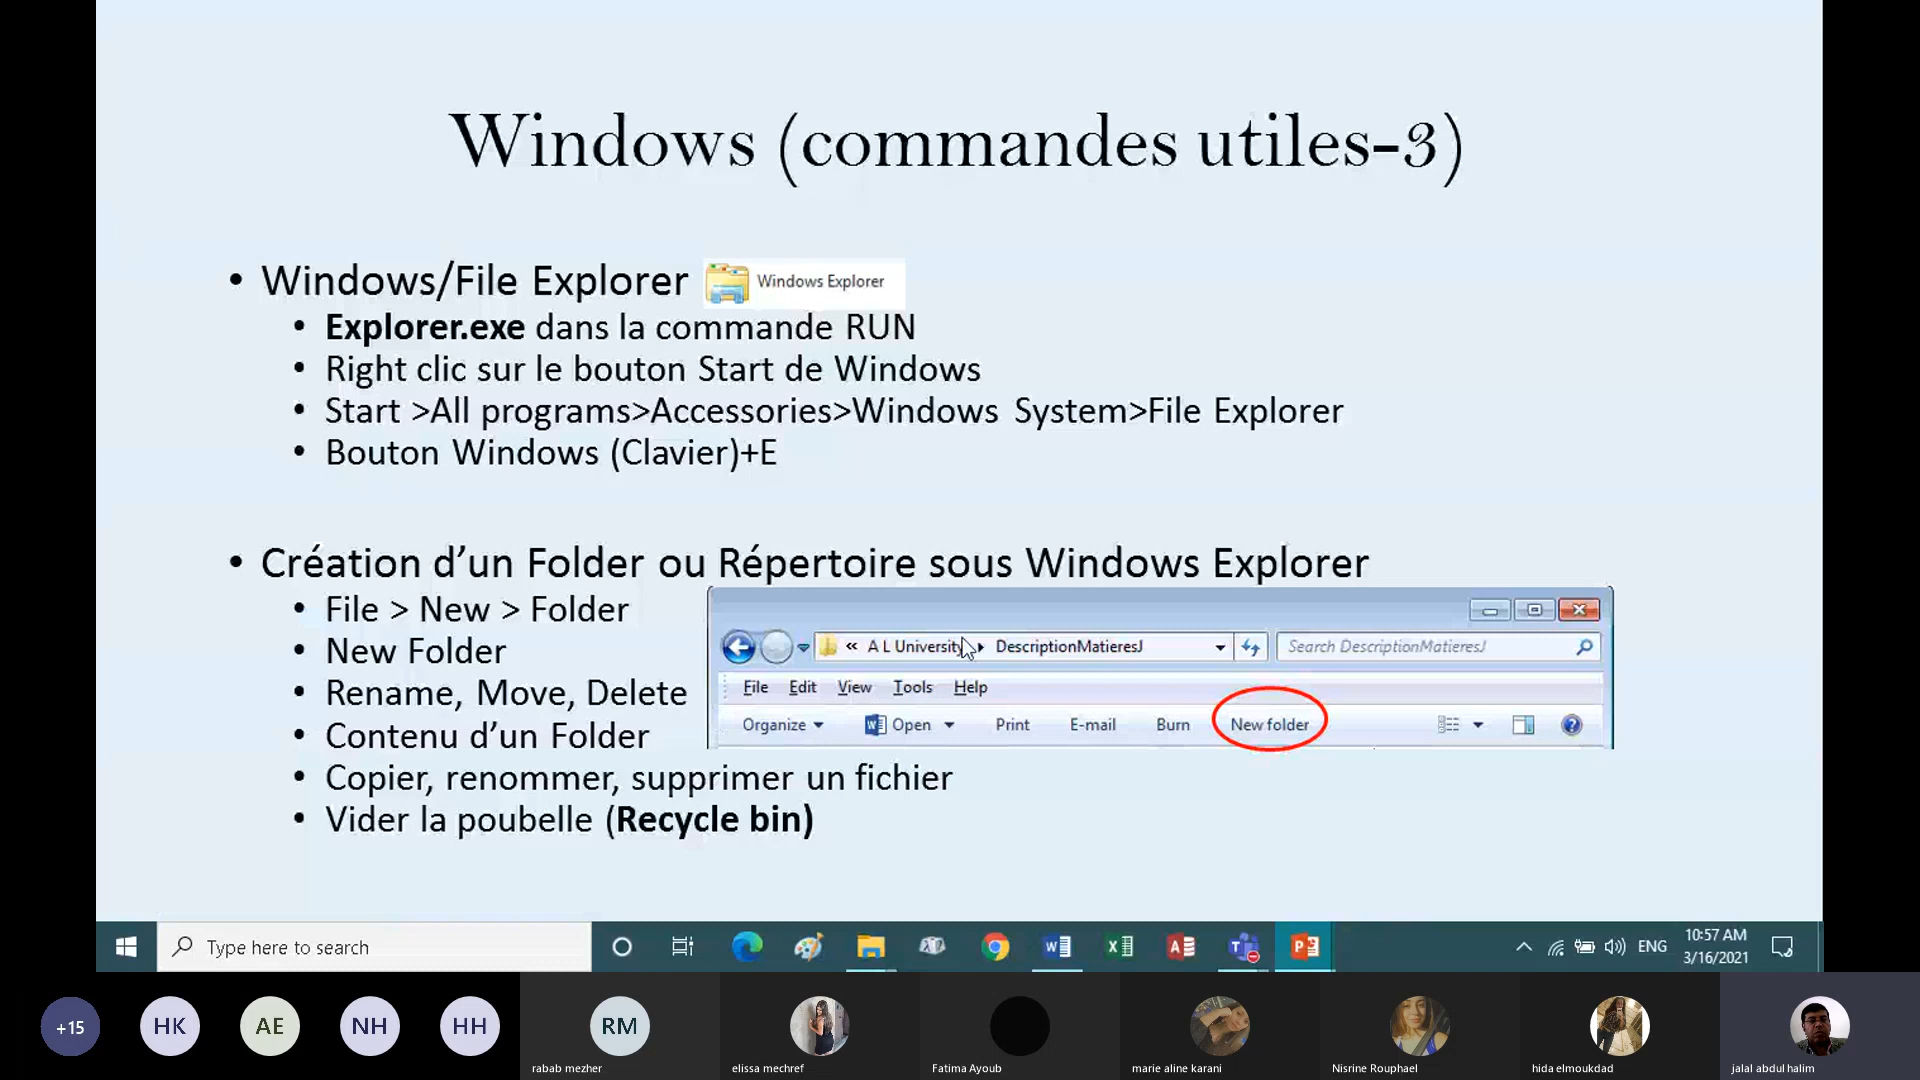 Windows (commandes utiles-3)
• Windows/File Explorer
Windows Explorer
• Explorer.exe dans la commande RUN
• Right clic sur le bouton Start de Windows
• Start >All programs>Accessories>Windows System>File Explorer
• Bouton Windows (Clavier)+E
• Création d’un Folder ou Répertoire sous Windows Explorer
• File > New > Folder
• New Folder
• Rename, Move, Delete
• Contenu d’un Folder
• Copier, renommer, supprimer un fichier
• Vider la poubelle (Recycle bin)
« A L University DescriptionMatieresJ
Search DescriptionMatieresJ
File Edit View Tools Help
Organize Open Print E-mail Burn New folder
Type here to search
ENG
10:57 AM
3/16/2021
+15 HK AE NH HH RM
rabab mezher elissa mechref Fatima Ayoub marie aline karani Nisrine Rouphael hida elmoukdad jalal abdul halim